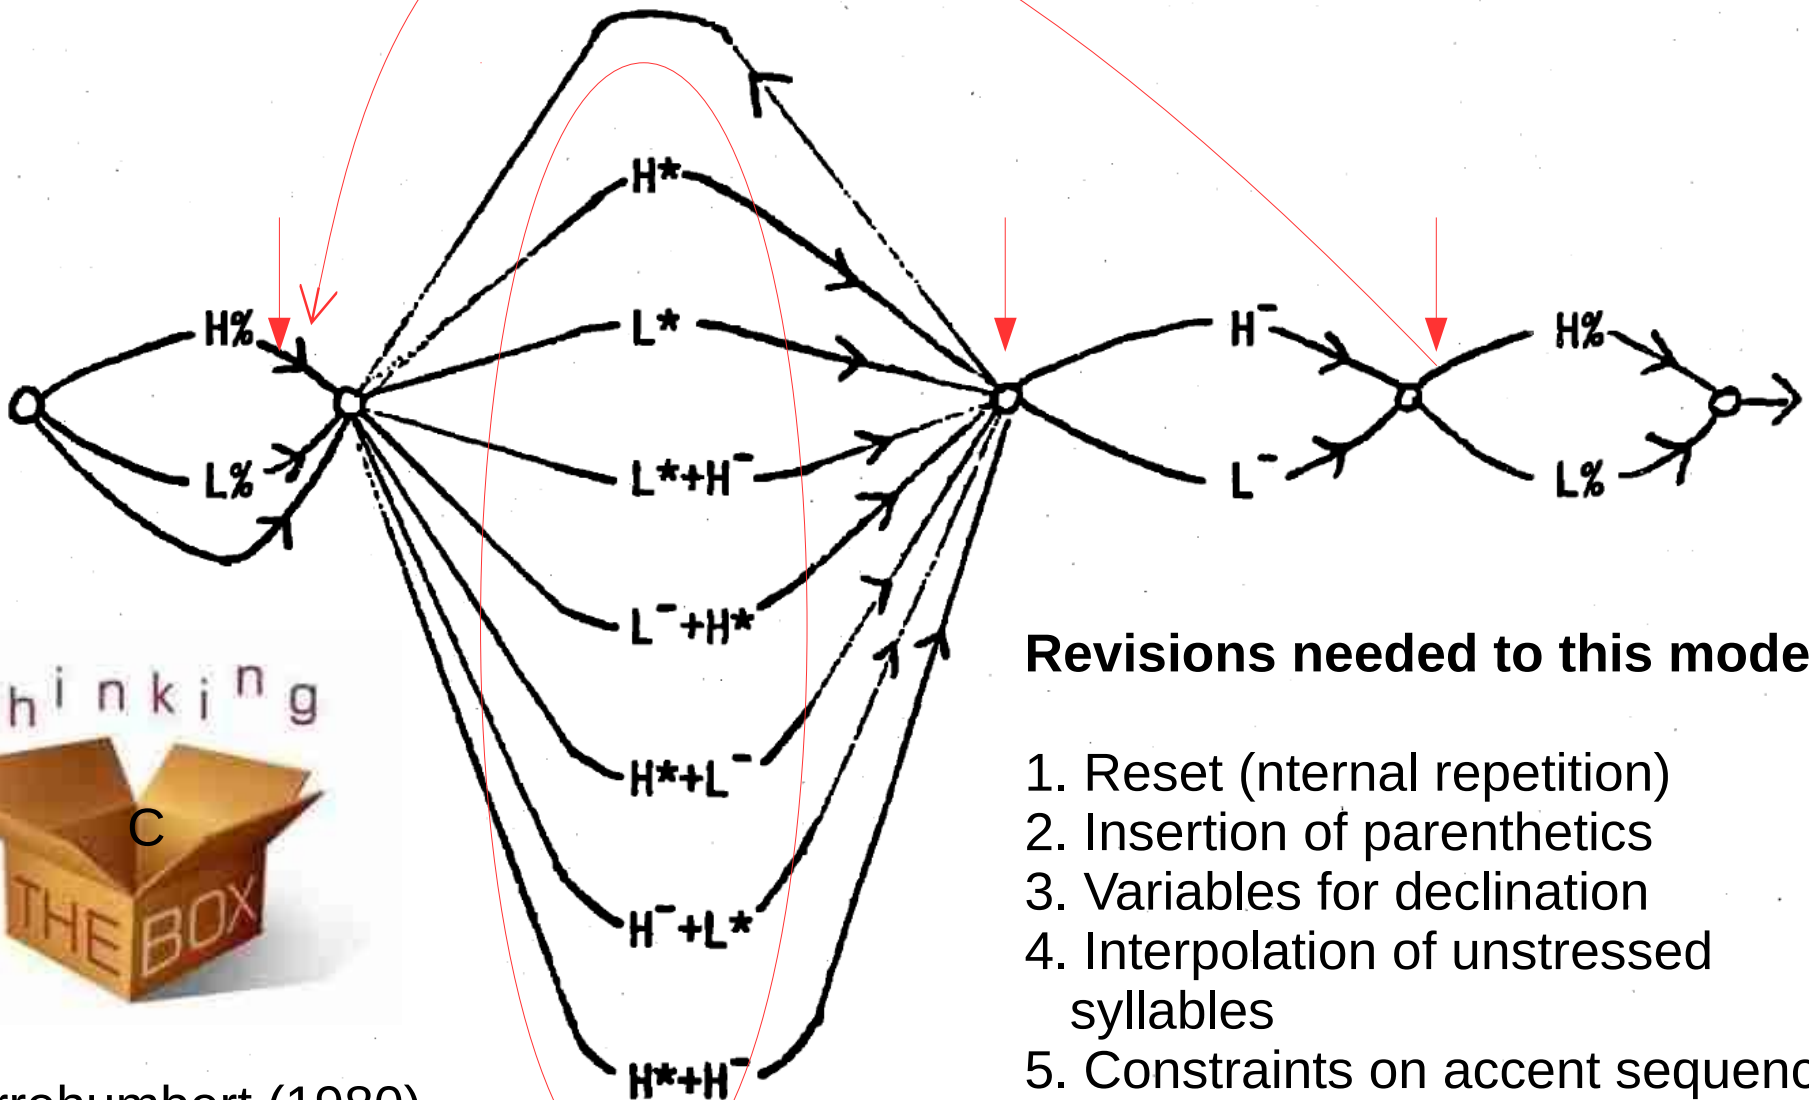 H*
H%
L*
H⁻
H%
L%
L*+H⁻
L⁻
L%
L⁻+H*
H*+L⁻
H⁻+L*
H*+H⁻
hinking
C
THE BOX
(1980)
Revisions needed to this mode
1. Reset (nternal repetition)
2. Insertion of parenthetics
3. Variables for declination
4. Interpolation of unstressed
syllables
5. Constraints on accent sequenc